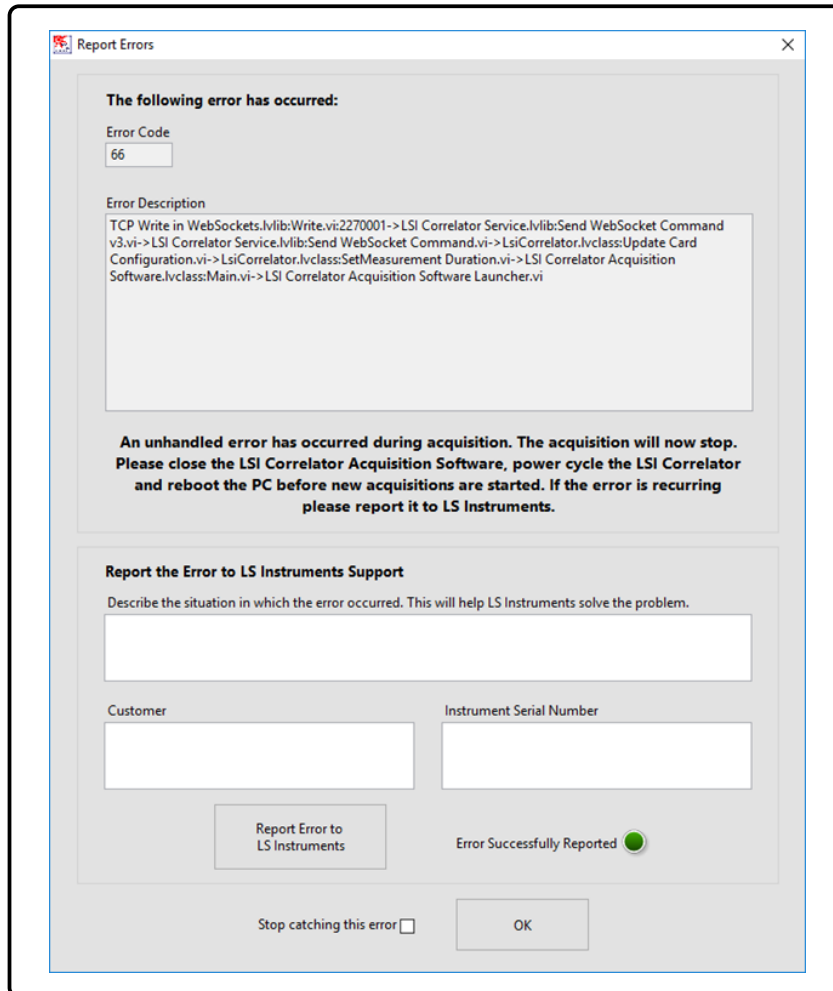 Report Errors
The following error has occurred:
Error Code
66
Error Description
TCP Write in WebSockets.lvlib:Write.vi:2270001->LSI Correlator Service.lvlib:Send WebSocket Command
v3.vi->LSI Correlator Service.lvlib:Send WebSocket Command.vi->LsiCorrelator.lvclass:Update Card
Configuration.vi->LsiCorrelator.lvclass:SetMeasurement Duration.vi->LSI Correlator Acquisition
Software.lvclass:Main.vi->LSI Correlator Acquisition Software Launcher.vi
An unhandled error has occurred during acquisition. The acquisition will now stop.
Please close the LSI Correlator Acquisition Software, power cycle the LSI Correlator
and reboot the PC before new acquisitions are started. If the error is recurring
please report it to LS Instruments.
Report the Error to LS Instruments Support
Describe the situation in which the error occurred. This will help LS Instruments solve the problem.
Customer
Instrument Serial Number
Report Error to
LS Instruments
Error Successfully Reported
Stop catching this error
OK